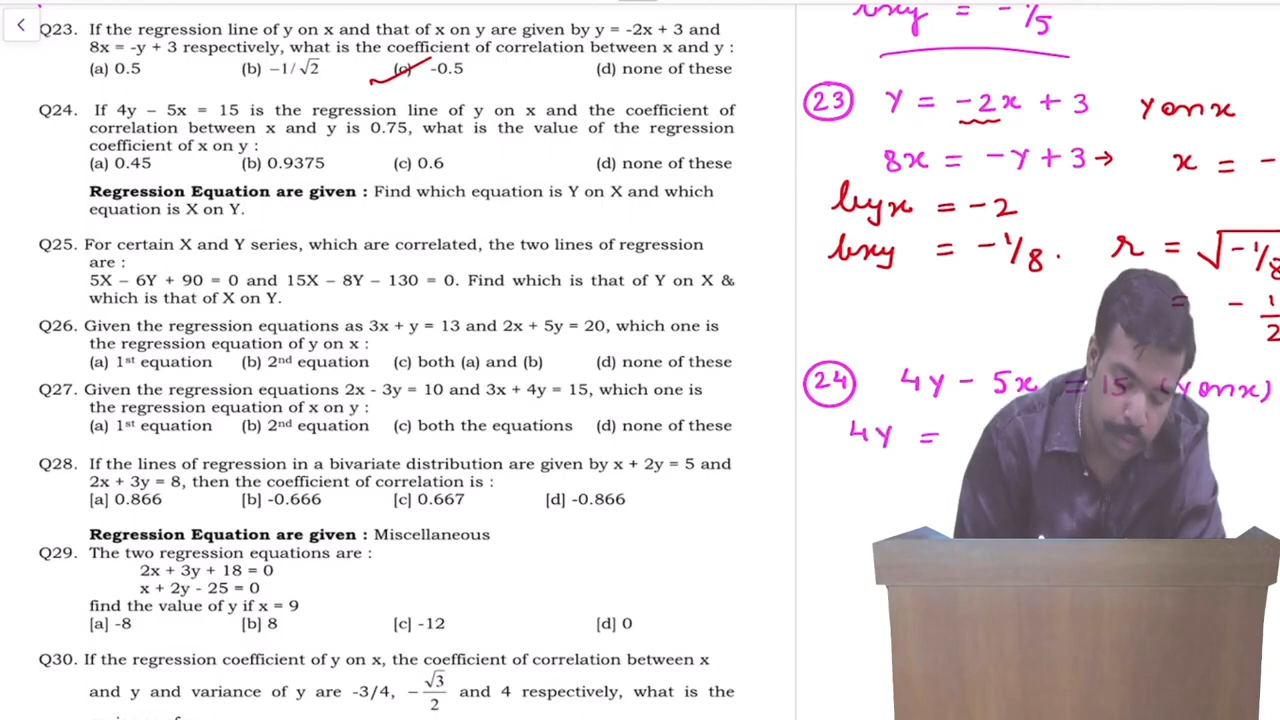 Q23. If the regression line of y on x and that of x on y are given by y = -2x + 3 and
8x = -y + 3 respectively, what is the coefficient of correlation between x and y :
(a) 0.5 (b) −1/√2 (c) -0.5 (d) none of these
Q24. If 4y – 5x = 15 is the regression line of y on x and the coefficient of
correlation between x and y is 0.75, what is the value of the regression
coefficient of x on y :
(a) 0.45 (b) 0.9375 (c) 0.6 (d) none of these
Regression Equation are given : Find which equation is Y on X and which
equation is X on Y.
Q25. For certain X and Y series, which are correlated, the two lines of regression
are :
5X – 6Y + 90 = 0 and 15X – 8Y – 130 = 0. Find which is that of Y on X &
which is that of X on Y.
Q26. Given the regression equations as 3x + y = 13 and 2x + 5y = 20, which one is
the regression equation of y on x :
(a) 1st equation (b) 2nd equation (c) both (a) and (b) (d) none of these
Q27. Given the regression equations 2x - 3y = 10 and 3x + 4y = 15, which one is
the regression equation of x on y :
(a) 1st equation (b) 2nd equation (c) both the equations (d) none of these
Q28. If the lines of regression in a bivariate distribution are given by x + 2y = 5 and
2x + 3y = 8, then the coefficient of correlation is :
[a] 0.866 [b] -0.666 [c] 0.667 [d] -0.866
Regression Equation are given : Miscellaneous
Q29. The two regression equations are :
2x + 3y + 18 = 0
x + 2y - 25 = 0
find the value of y if x = 9
[a] -8 [b] 8 [c] -12 [d] 0
Q30. If the regression coefficient of y on x, the coefficient of correlation between x
and y and variance of y are -3/4, −√3/2 and 4 respectively, what is the
bxy = - 1/5
23 Y = -2x + 3 Y on x
8x = -Y + 3 → x = -
byx = -2
bxy = -1/8. r = √-1/8
= - 1/2
24 4Y - 5x = 15 (Y on x)
4Y =